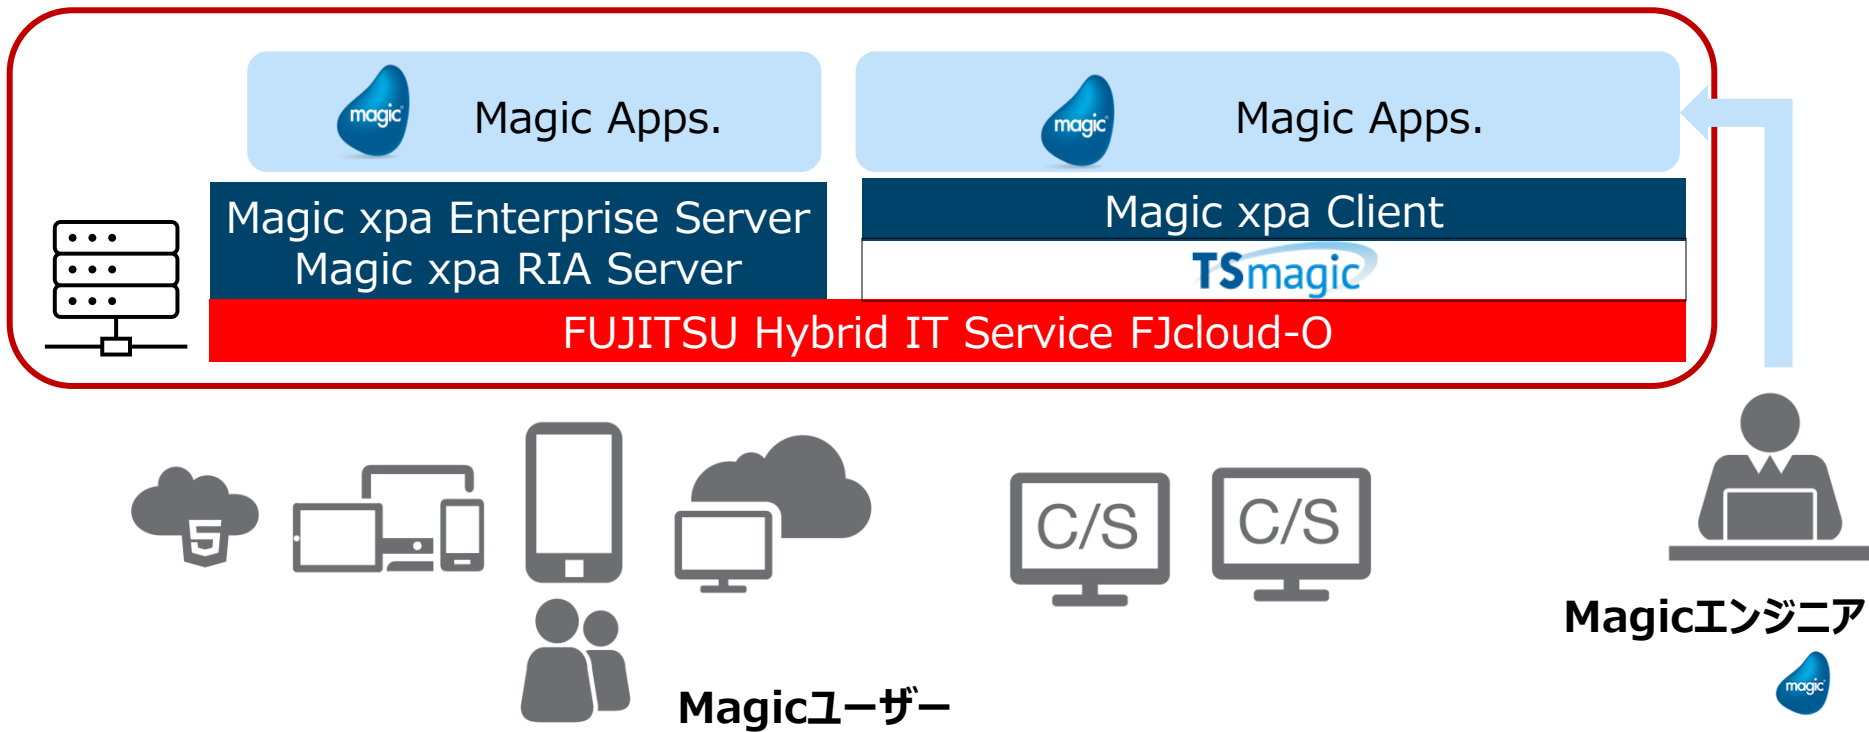 magic
Magic Apps.
magic
Magic Apps.
Magic xpa Enterprise Server
Magic xpa RIA Server
Magic xpa Client
TSmagic
FUJITSU Hybrid IT Service FJcloud-O
5
C/S
C/S
Magicエンジニア
magic
Magicユーザー